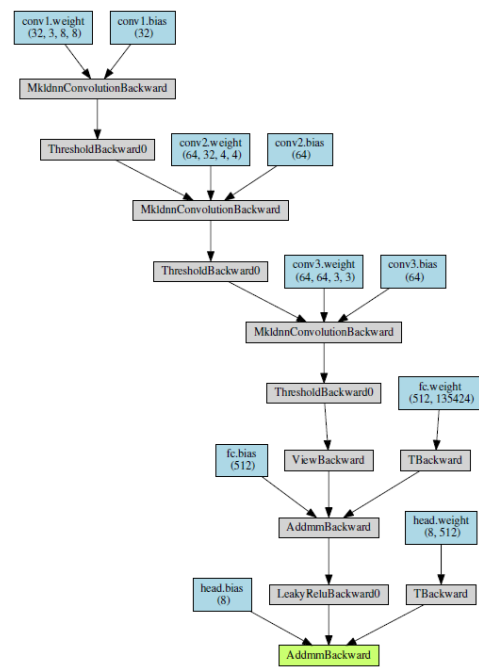 conv1.weight
(32, 3, 8, 8)
conv1.bias
(32)
MkldnnConvolutionBackward
ThresholdBackward0
conv2.weight
(64, 32, 4, 4)
conv2.bias
(64)
MkldnnConvolutionBackward
ThresholdBackward0
conv3.weight
(64, 64, 3, 3)
conv3.bias
(64)
MkldnnConvolutionBackward
ThresholdBackward0
fc.weight
(512, 135424)
fc.bias
(512)
ViewBackward
TBackward
AddmmBackward
head.weight
(8, 512)
head.bias
(8)
LeakyReluBackward0
TBackward
AddmmBackward